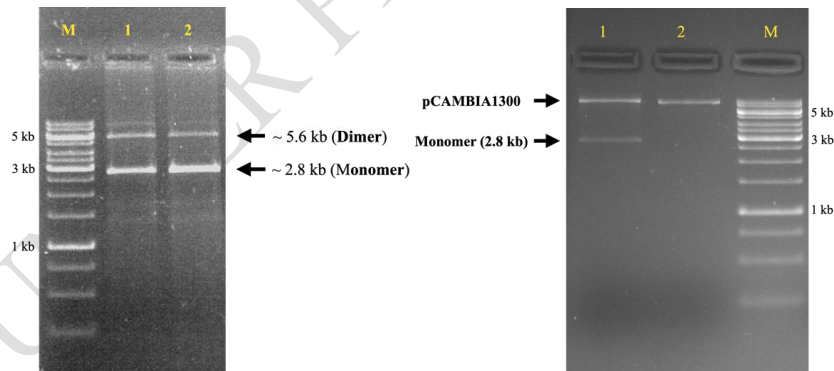 M 1 2
5 kb
3 kb
1 kb
~ 5.6 kb (Dimer)
~ 2.8 kb (Monomer)
1 2 M
pCAMBIA1300
Monomer (2.8 kb)
5 kb
3 kb
1 kb